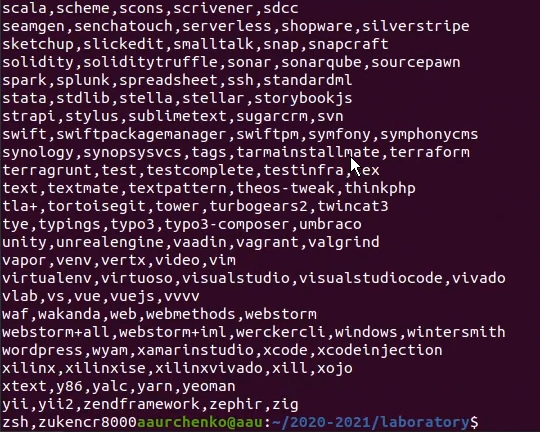 scala,scheme,scons,scrivener,sdcc
seamgen,senchatouch,serverless,shopware,silverstripe
sketchup,slickedit,smalltalk,snap,snapcraft
solidity,soliditytruffle,sonar,sonarqube,sourcepawn
spark,splunk,spreadsheet,ssh,standardml
stata,stdlib,stella,stellar,storybookjs
strapi,stylus,sublimetext,sugarcrm,svn
swift,swiftpackagemanager,swiftpm,symfony,symphonycms
synology,synopsysvcs,tags,tarmainstallmate,terraform
terragrunt,test,testcomplete,testinfra,tex
text,textmate,textpattern,theos-tweak,thinkphp
tla+,tortoisegit,tower,turbogears2,twincat3
tye,typings,typo3,typo3-composer,umbraco
unity,unrealengine,vaadin,vagrant,valgrind
vapor,venv,vertx,video,vim
virtualenv,virtuoso,visualstudio,visualstudiocode,vivado
vlab,vs,vue,vuejs,vvvv
waf,wakanda,web,webmethods,webstorm
webstorm+all,webstorm+iml,werckercli,windows,wintersmith
wordpress,wyam,xamarinstudio,xcode,xcodeinjection
xilinx,xilinxise,xilinxvivado,xill,xojo
xtext,y86,yalc,yarn,yeoman
yii,yii2,zendframework,zephir,zig
zsh,zukencr8000aaurchenko@aau:~/2020-2021/laboratory$